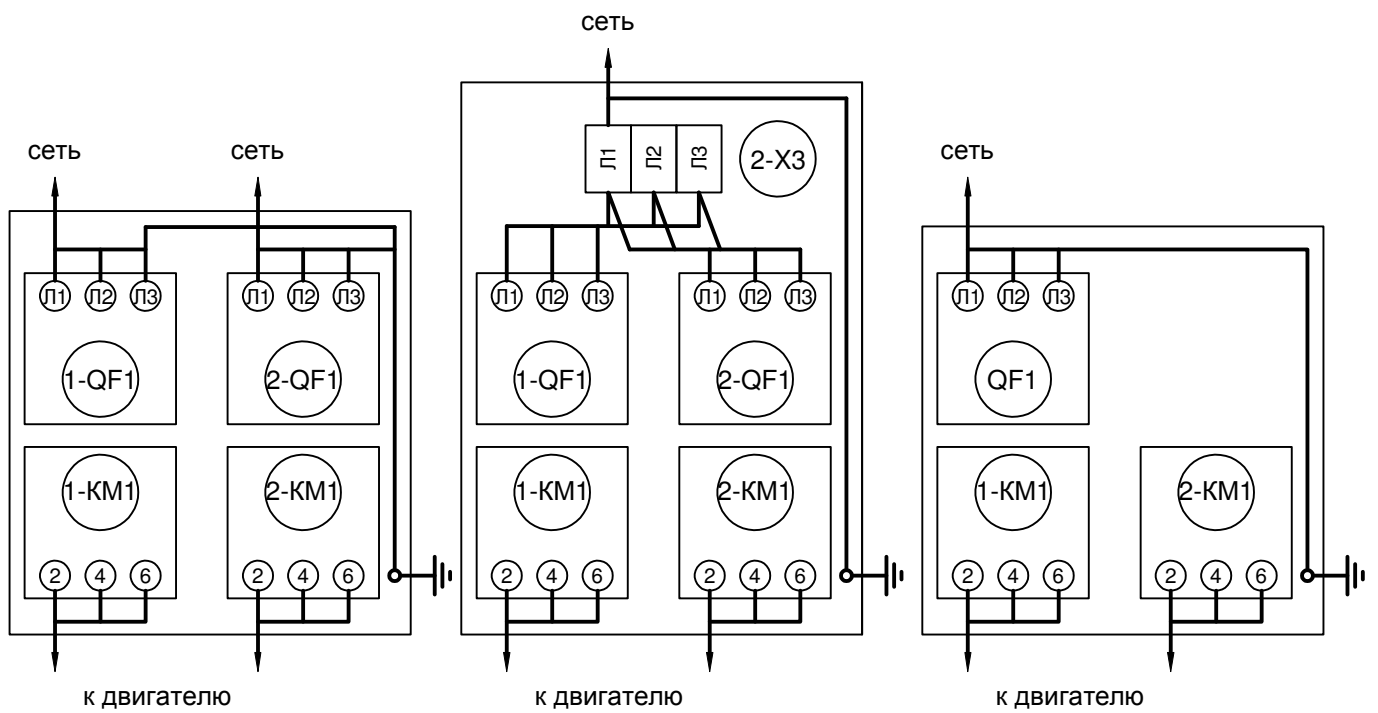 сеть
сеть
сеть
Л1 Л2 Л3
2-Х3
сеть
Л1 Л2 Л3
Л1 Л2 Л3
Л1 Л2 Л3
Л1 Л2 Л3
Л1 Л2 Л3
1-QF1
2-QF1
1-QF1
2-QF1
QF1
1-КМ1
2-КМ1
1-КМ1
2-КМ1
1-КМ1
2-КМ1
2 4 6
2 4 6
2 4 6
2 4 6
2 4 6
2 4 6
к двигателю
к двигателю
к двигателю